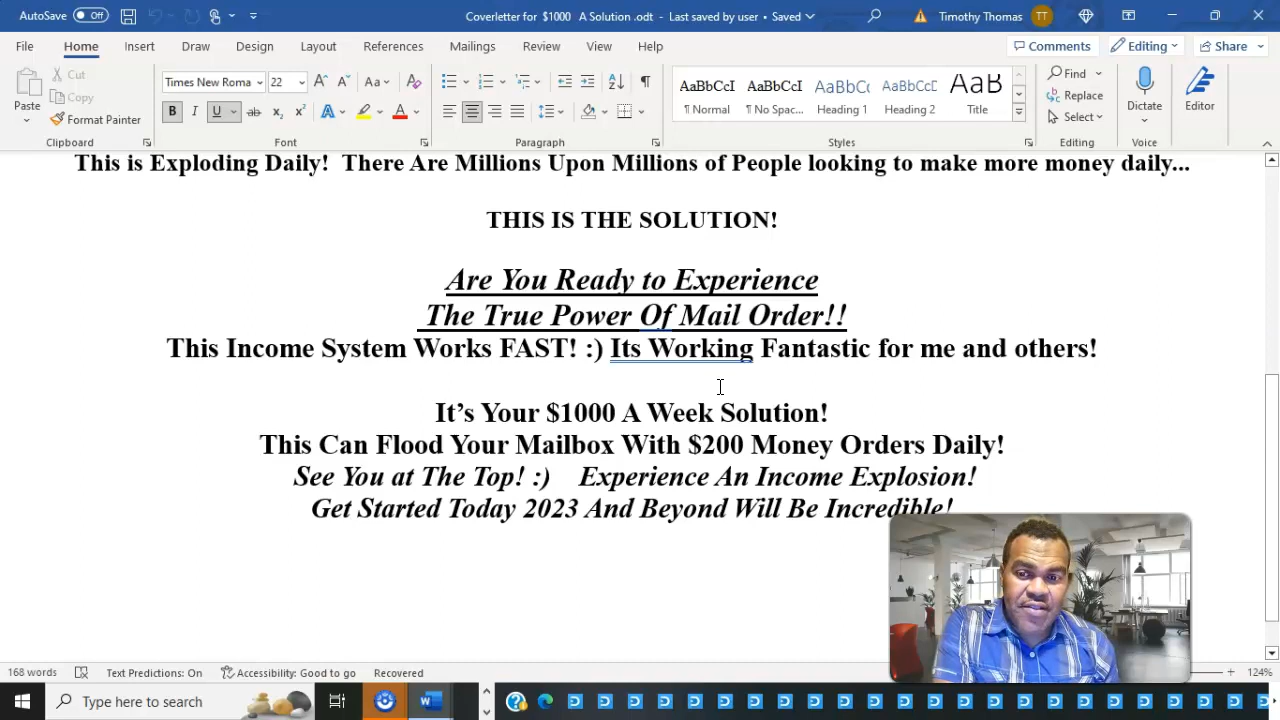 AutoSave Off Coverletter for $1000 A Solution .odt - Last saved by user • Saved Timothy Thomas TT
File Home Insert Draw Design Layout References Mailings Review View Help Comments Editing Share
Paste Cut Copy Format Painter
Times New Roma 22 A A Aa A
B I U ab x₂ x² A A
AaBbCcI AaBbCcI AaBbCc AaBbCcI AaB
¶ Normal ¶ No Spac... Heading 1 Heading 2 Title
Find Replace Select
Dictate Editor
Clipboard Font Paragraph Styles Editing Voice Editor
This is Exploding Daily! There Are Millions Upon Millions of People looking to make more money daily...
THIS IS THE SOLUTION!
Are You Ready to Experience
The True Power Of Mail Order!!
This Income System Works FAST! :) Its Working Fantastic for me and others!
It’s Your $1000 A Week Solution!
This Can Flood Your Mailbox With $200 Money Orders Daily!
See You at The Top! :) Experience An Income Explosion!
Get Started Today 2023 And Beyond Will Be Incredible!
168 words Text Predictions: On Accessibility: Good to go Recovered 124%
Type here to search